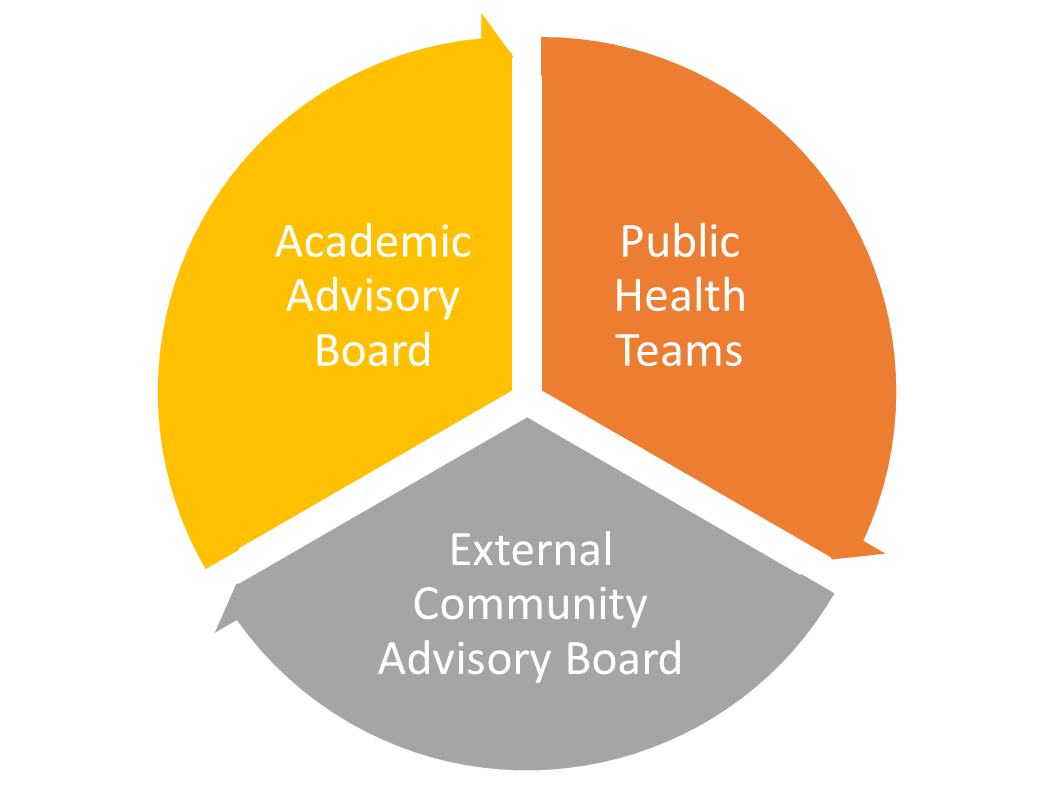 Academic
Advisory
Board
Public
Health
Teams
External
Community
Advisory Board